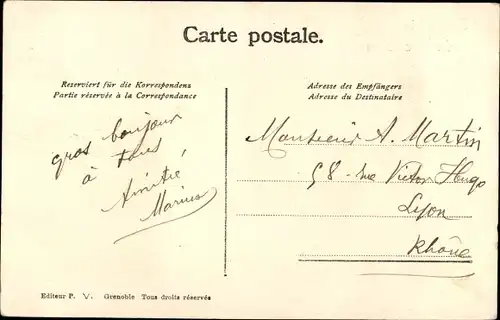 Carte postale.
Reserviert für die Korrespondenz
Partie réservée à la Correspondance
Adresse des Empfängers
Adresse du Destinataire
gros bonjour
à tous,
Amitié
Marius
Monsieur A. Martin
58 rue Victor Hugo
Lyon
Rhône
Editeur P. V. Grenoble Tous droits réservés